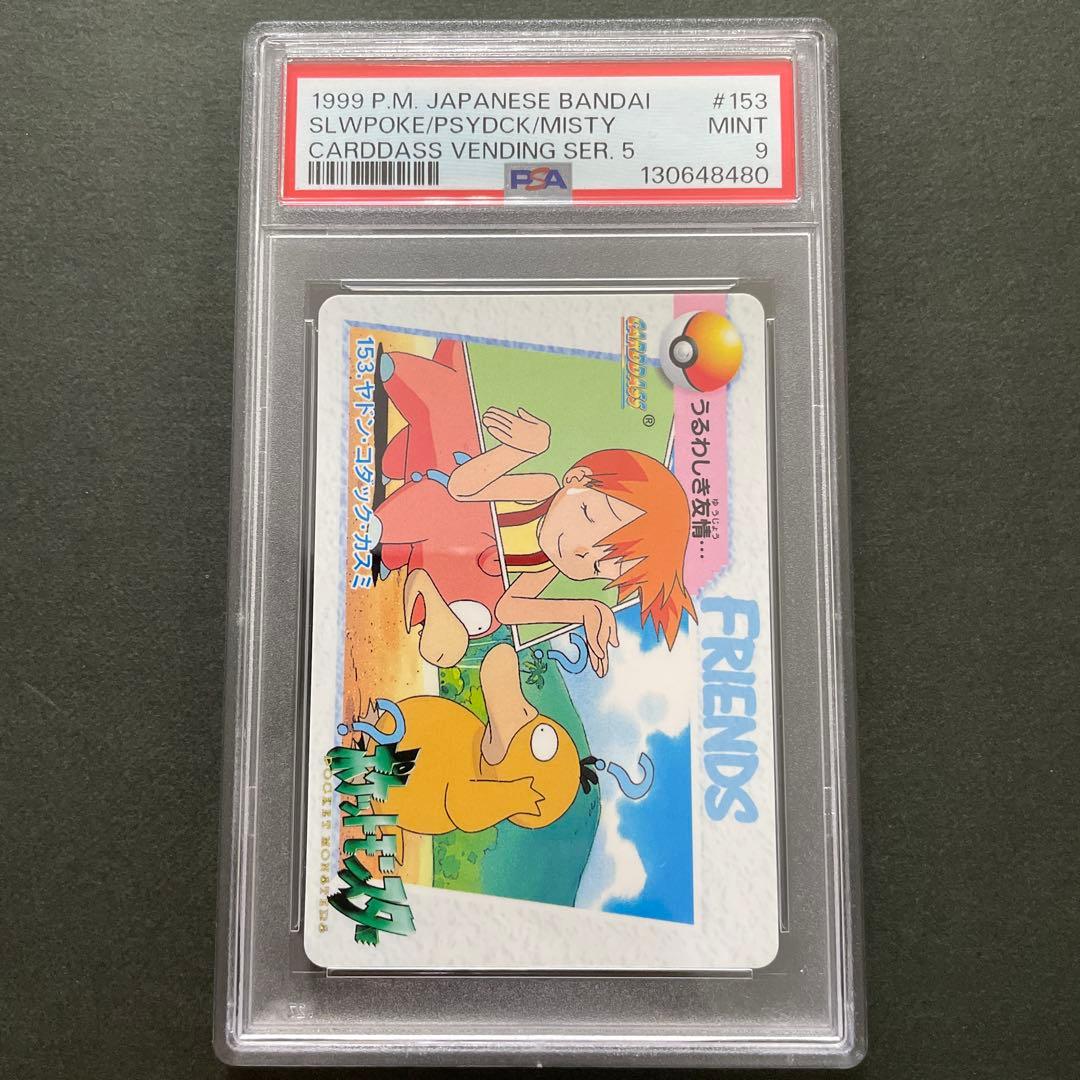 1999 P.M. JAPANESE BANDAI #153
SLWPOKE/PSYDCK/MISTY MINT
CARDDASS VENDING SER. 5 9
PSA 130648480
CARDDASS®
うるわしき友情…
ゆうじょう
FRIENDS
153.ヤドン・コダック・カスミ
?
?
?
ポケットモンスター
POCKET MONSTERS